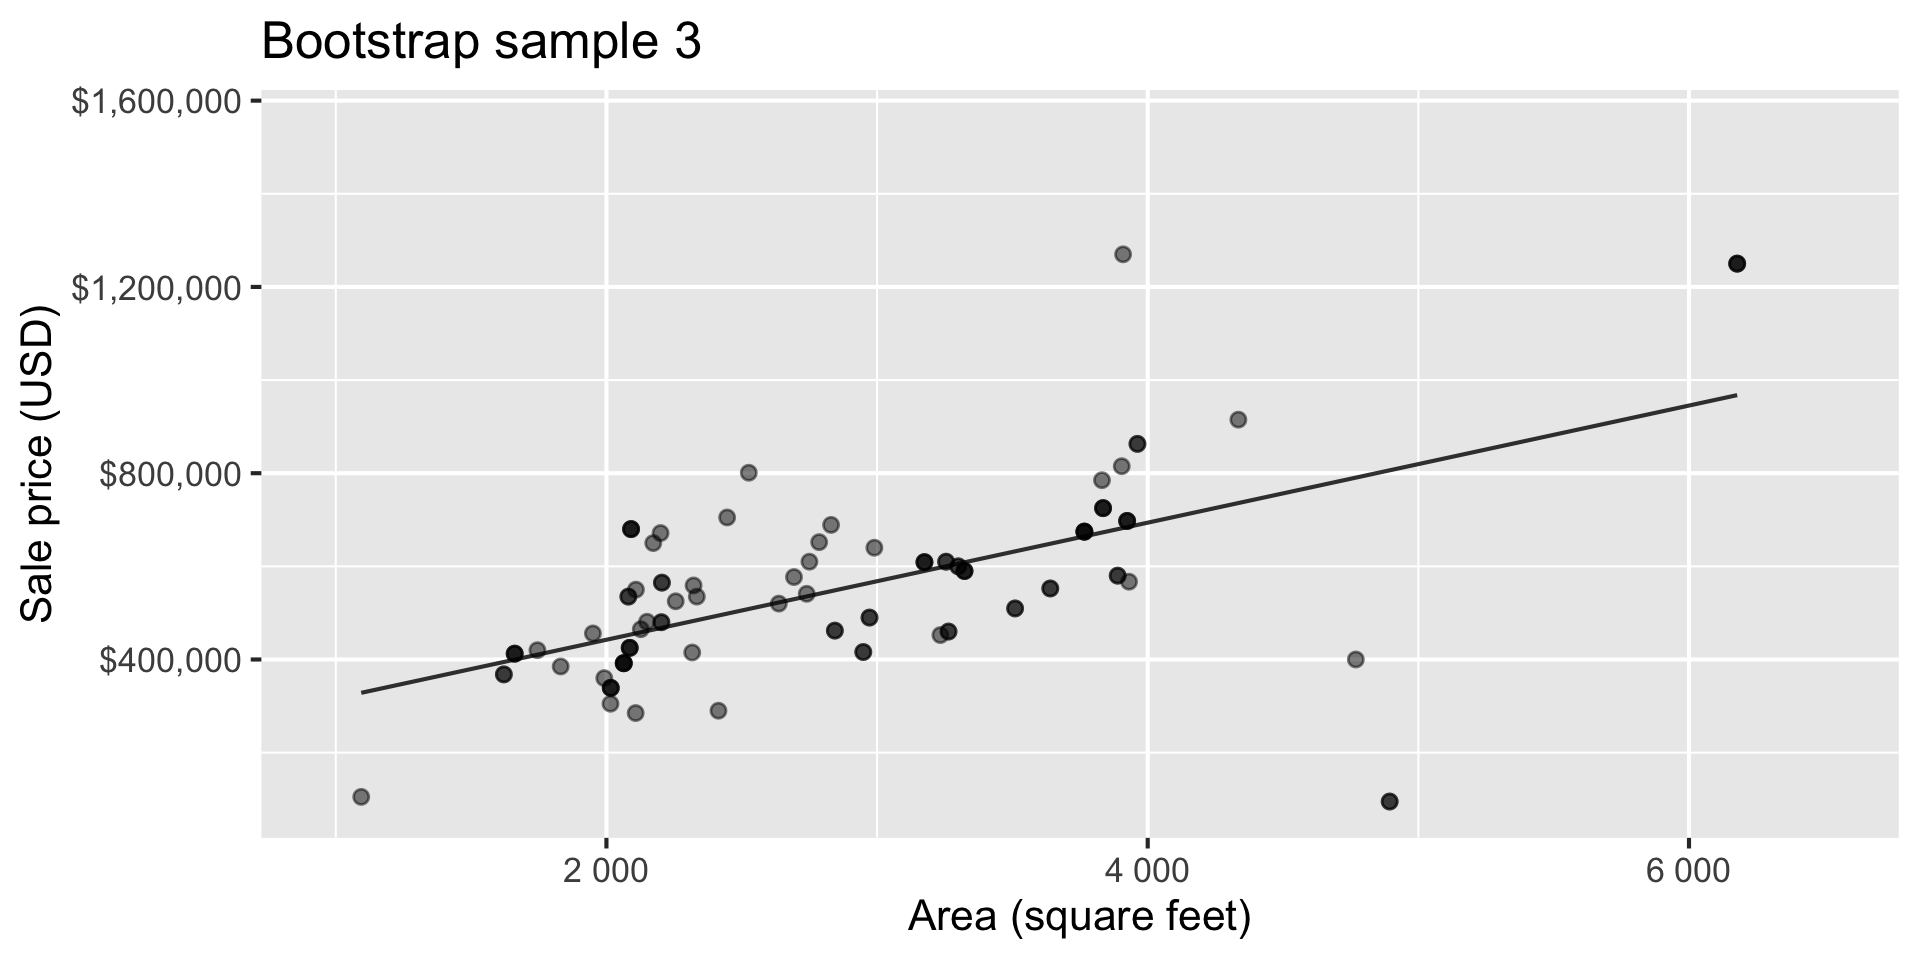 Bootstrap sample 3
$1,600,000
$1,200,000
$800,000
$400,000
Sale price (USD)
2 000
4 000
6 000
Area (square feet)